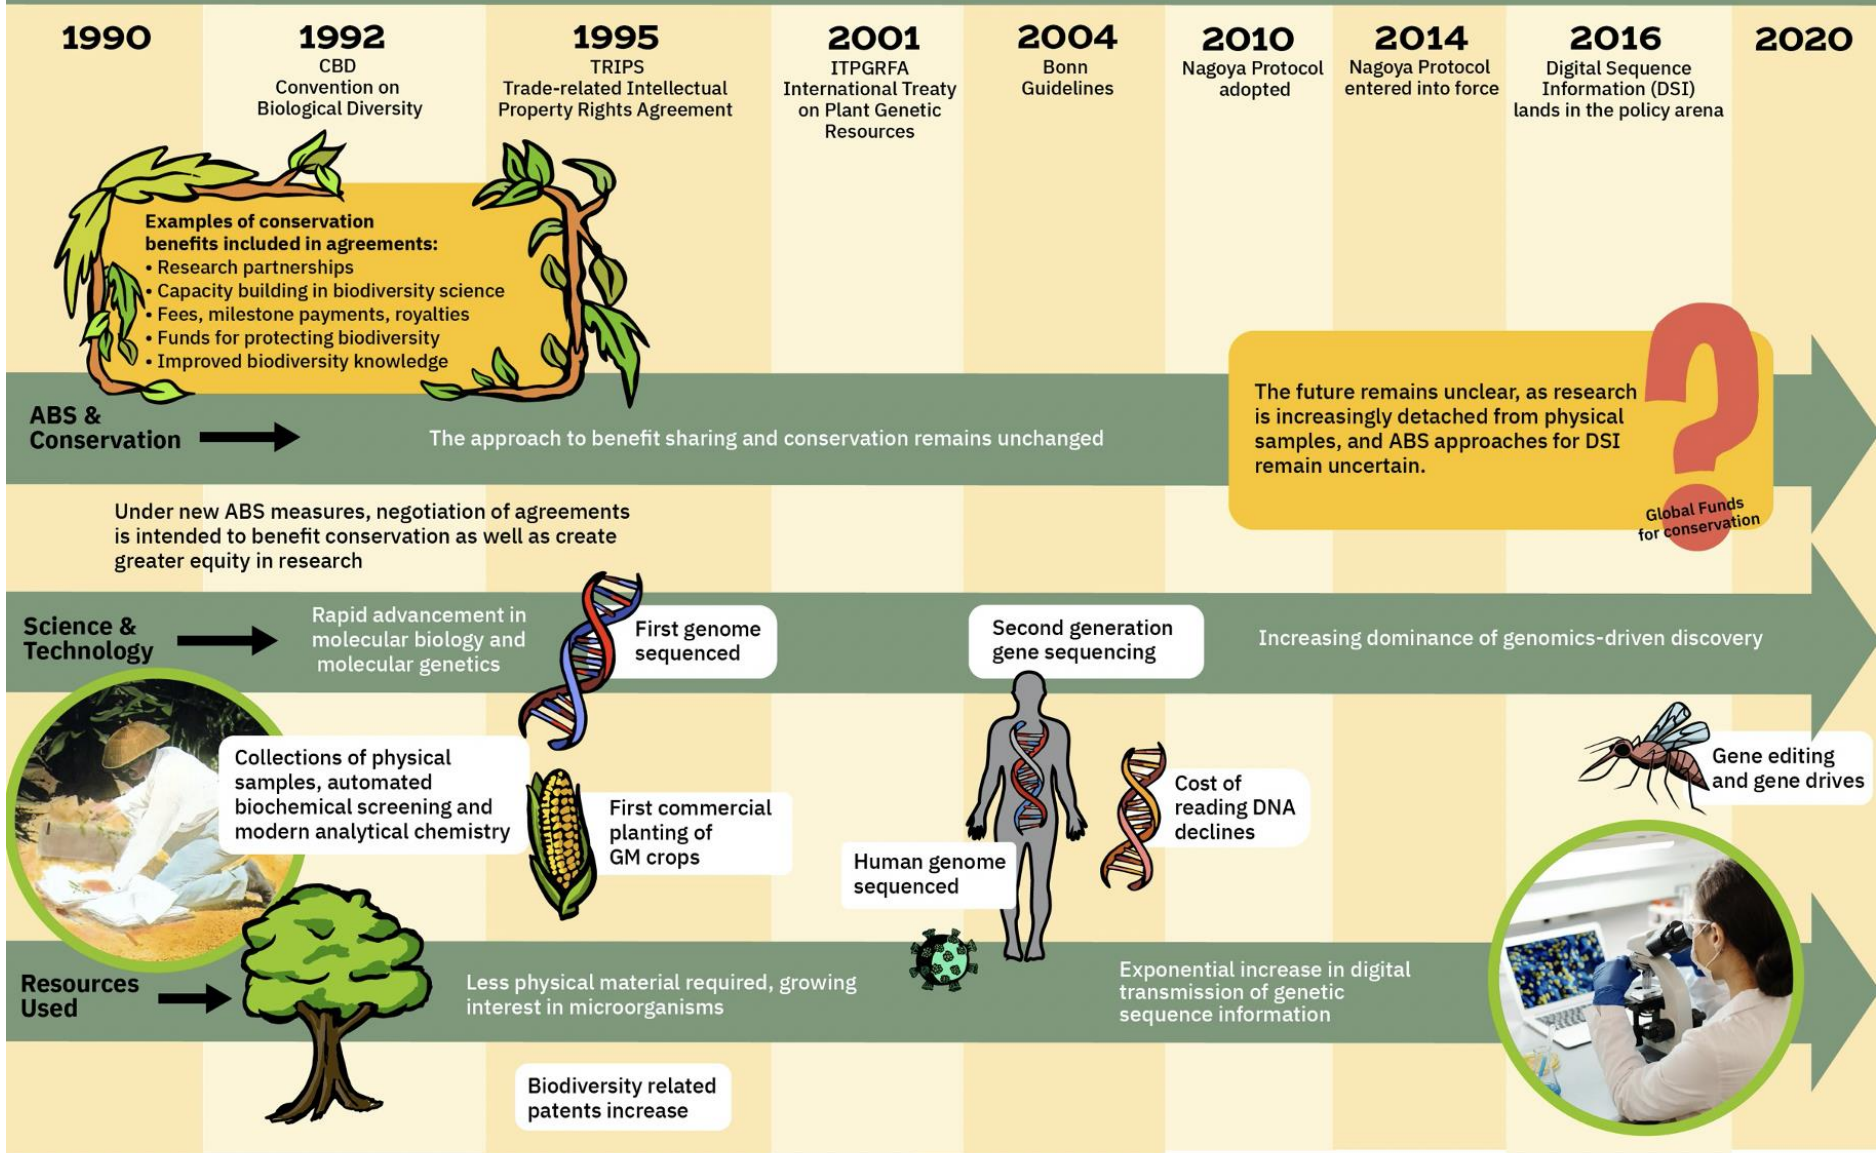 1990
1992
CBD
Convention on
Biological Diversity
1995
TRIPS
Trade-related Intellectual
Property Rights Agreement
2001
ITPGRFA
International Treaty
on Plant Genetic
Resources
2004
Bonn
Guidelines
2010
Nagoya Protocol
adopted
2014
Nagoya Protocol
entered into force
2016
Digital Sequence
Information (DSI)
lands in the policy arena
2020
Examples of conservation
benefits included in agreements:
• Research partnerships
• Capacity building in biodiversity science
• Fees, milestone payments, royalties
• Funds for protecting biodiversity
• Improved biodiversity knowledge
ABS &
Conservation
The approach to benefit sharing and conservation remains unchanged
The future remains unclear, as research
is increasingly detached from physical
samples, and ABS approaches for DSI
remain uncertain.
Global Funds
for conservation
Under new ABS measures, negotiation of agreements
is intended to benefit conservation as well as create
greater equity in research
Science &
Technology
Rapid advancement in
molecular biology and
molecular genetics
First genome
sequenced
Second generation
gene sequencing
Increasing dominance of genomics-driven discovery
Collections of physical
samples, automated
biochemical screening and
modern analytical chemistry
First commercial
planting of
GM crops
Human genome
sequenced
Cost of
reading DNA
declines
Gene editing
and gene drives
Resources
Used
Less physical material required, growing
interest in microorganisms
Exponential increase in digital
transmission of genetic
sequence information
Biodiversity related
patents increase